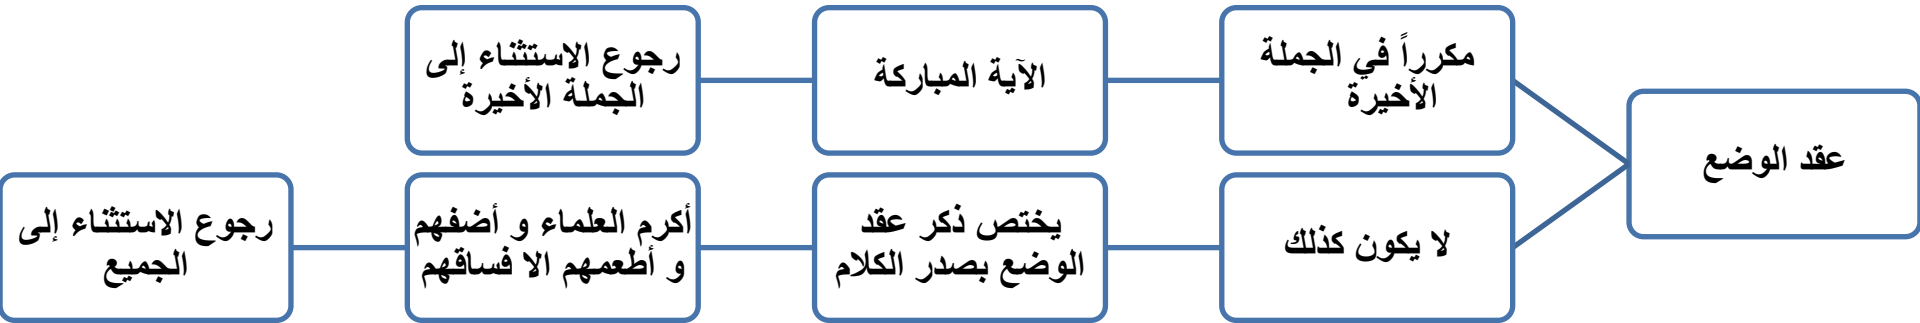 عقد الوضع
مكرراً في الجملة
الأخيرة
الآية المباركة
رجوع الاستثناء إلى
الجملة الأخيرة
لا يكون كذلك
يختص ذكر عقد
الوضع بصدر الكلام
أكرم العلماء و أضفهم
و أطعمهم الا فساقهم
رجوع الاستثناء إلى
الجميع